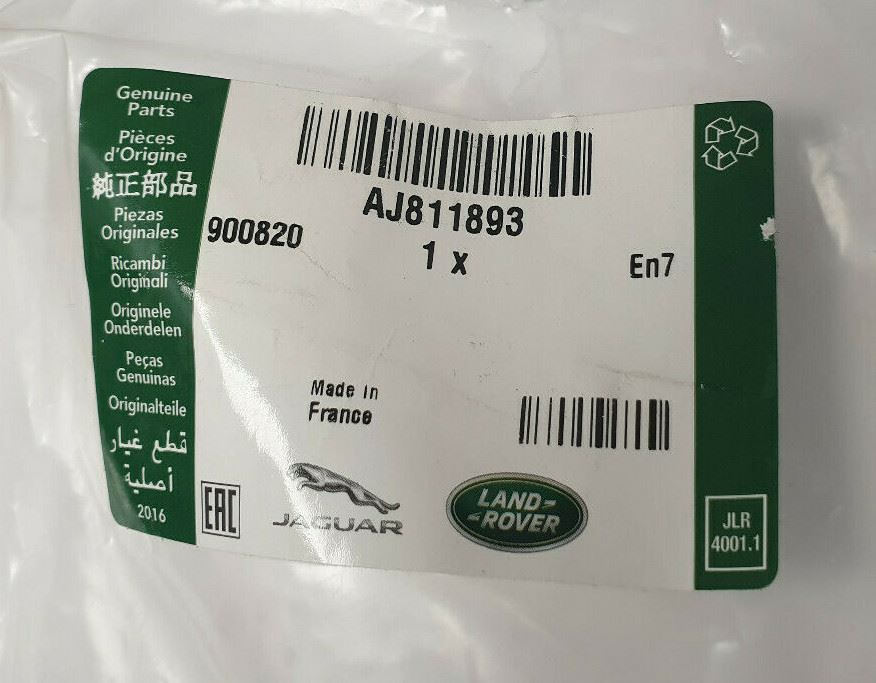 Genuine
Parts
Pièces
d'Origine
純正部品
Piezas
Originales
Ricambi
Originali
Originele
Onderdelen
Peças
Genuinas
Originalteile
قطع غيار
أصلية
2016
AJ811893
900820
1 x
En7
Made in
France
EAC
JAGUAR
LAND-
-ROVER
JLR
4001.1